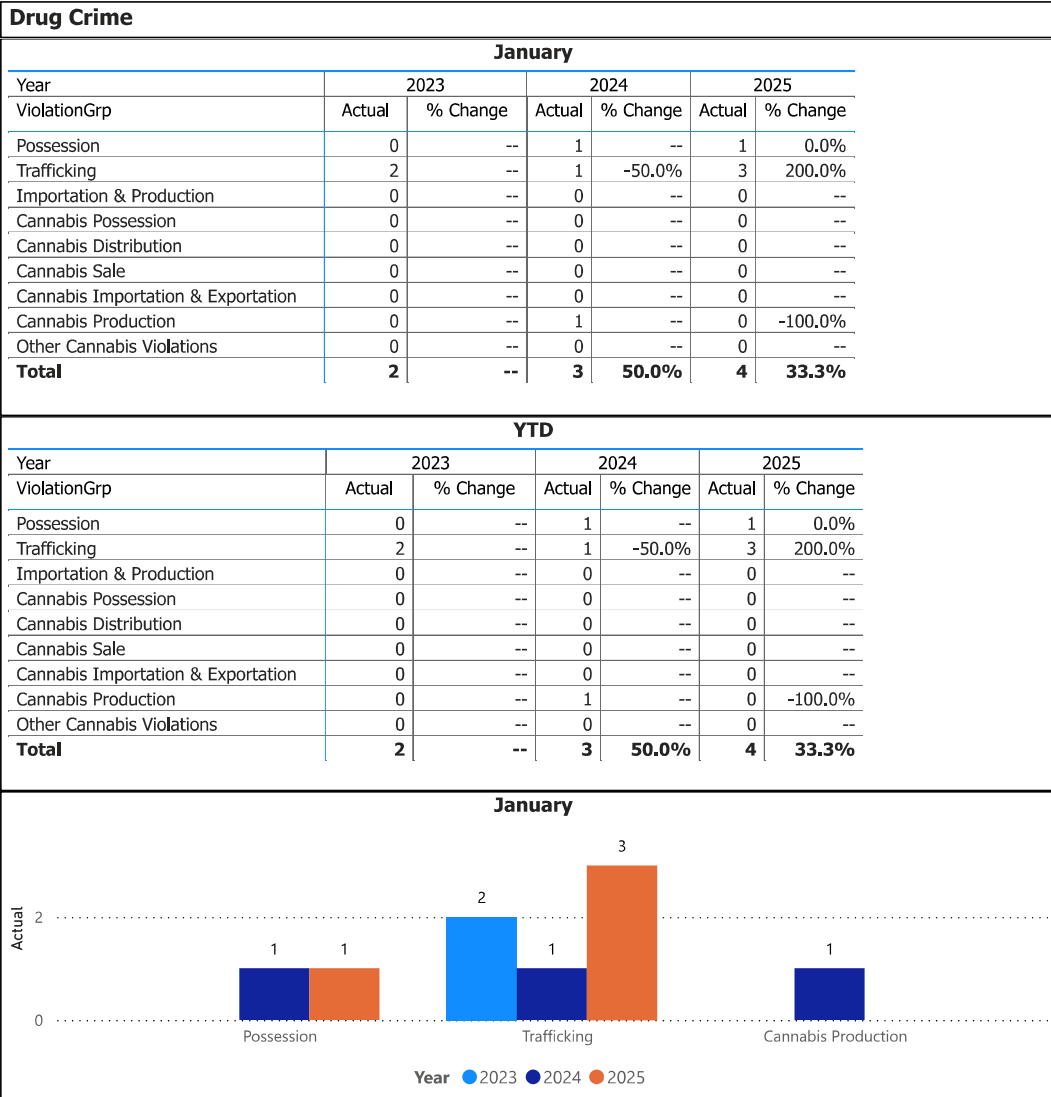 Drug Crime
January
Year 2023 2024 2025
ViolationGrp Actual % Change Actual % Change Actual % Change
Possession 0 -- 1 -- 1 0.0%
Trafficking 2 -- 1 -50.0% 3 200.0%
Importation & Production 0 -- 0 -- 0 --
Cannabis Possession 0 -- 0 -- 0 --
Cannabis Distribution 0 -- 0 -- 0 --
Cannabis Sale 0 -- 0 -- 0 --
Cannabis Importation & Exportation 0 -- 0 -- 0 --
Cannabis Production 0 -- 1 -- 0 -100.0%
Other Cannabis Violations 0 -- 0 -- 0 --
Total 2 -- 3 50.0% 4 33.3%
YTD
Year 2023 2024 2025
ViolationGrp Actual % Change Actual % Change Actual % Change
Possession 0 -- 1 -- 1 0.0%
Trafficking 2 -- 1 -50.0% 3 200.0%
Importation & Production 0 -- 0 -- 0 --
Cannabis Possession 0 -- 0 -- 0 --
Cannabis Distribution 0 -- 0 -- 0 --
Cannabis Sale 0 -- 0 -- 0 --
Cannabis Importation & Exportation 0 -- 0 -- 0 --
Cannabis Production 0 -- 1 -- 0 -100.0%
Other Cannabis Violations 0 -- 0 -- 0 --
Total 2 -- 3 50.0% 4 33.3%
January
3
2
1 1 1 1
Actual
2
0
Possession Trafficking Cannabis Production
Year 2023 2024 2025